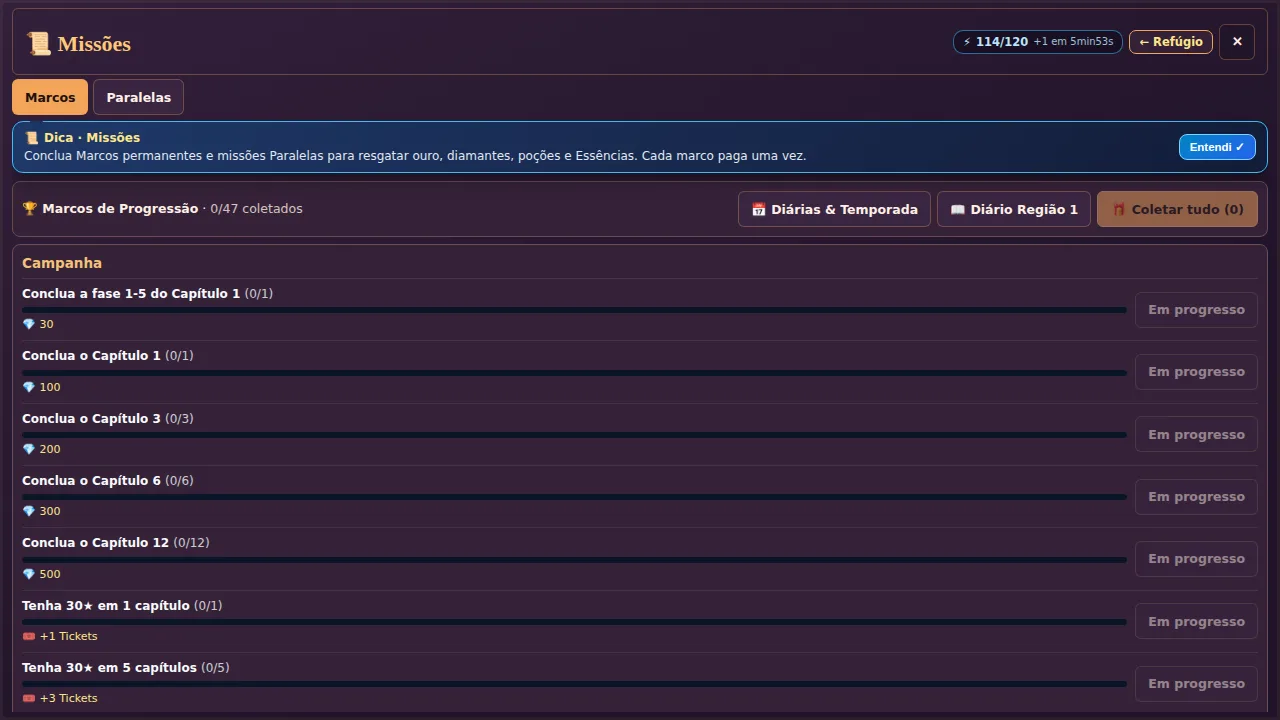 📜 Missões
⚡ 114/120 +1 em 5min53s
← Refúgio
✕
Marcos
Paralelas
📜 Dica · Missões
Conclua Marcos permanentes e missões Paralelas para resgatar ouro, diamantes, poções e Essências. Cada marco paga uma vez.
Entendi ✓
🏆 Marcos de Progressão · 0/47 coletados
📅 Diárias & Temporada
📖 Diário Região 1
🎁 Coletar tudo (0)
Campanha
Conclua a fase 1-5 do Capítulo 1 (0/1)
💎 30
Em progresso
Conclua o Capítulo 1 (0/1)
💎 100
Em progresso
Conclua o Capítulo 3 (0/3)
💎 200
Em progresso
Conclua o Capítulo 6 (0/6)
💎 300
Em progresso
Conclua o Capítulo 12 (0/12)
💎 500
Em progresso
Tenha 30★ em 1 capítulo (0/1)
🎟️ +1 Tickets
Em progresso
Tenha 30★ em 5 capítulos (0/5)
🎟️ +3 Tickets
Em progresso